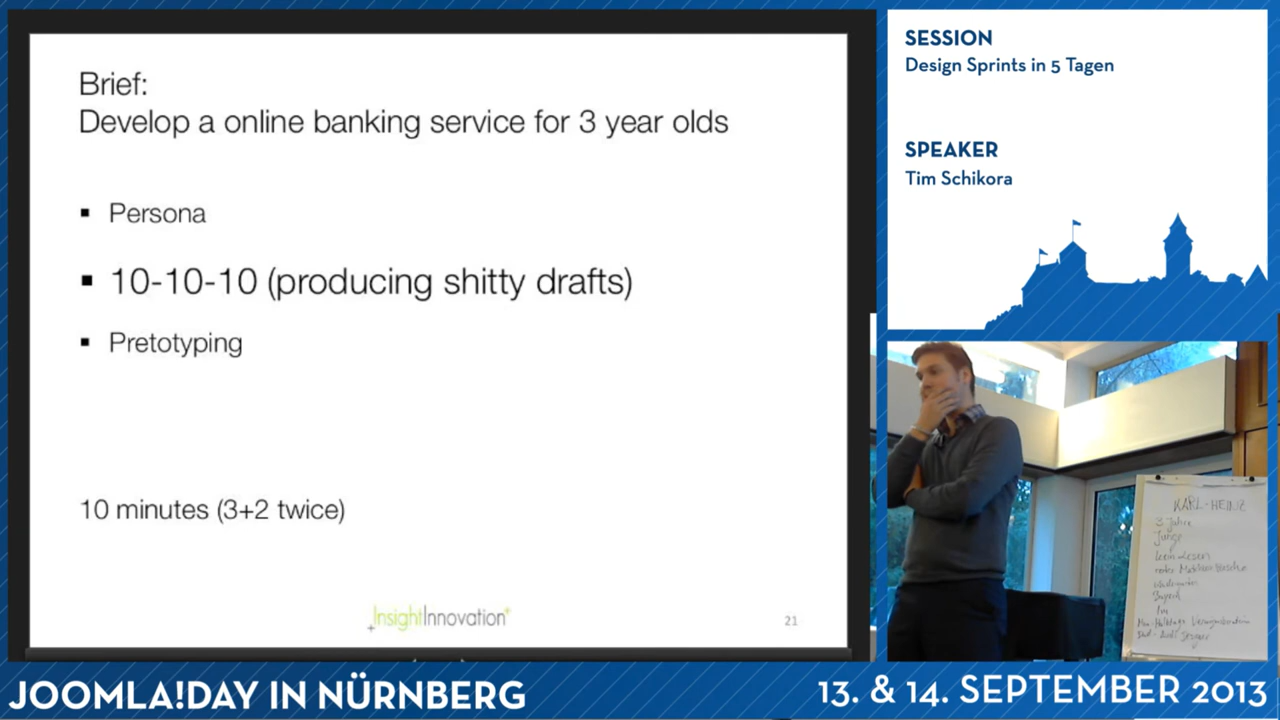 Brief:
Develop a online banking service for 3 year olds
▪ Persona
▪ 10-10-10 (producing shitty drafts)
▪ Pretotyping
10 minutes (3+2 twice)
InsightInnovation+
21
SESSION
Design Sprints in 5 Tagen
SPEAKER
Tim Schikora
KARL-HEINZ
3 Jahre
Junge
kein Lesen
JOOMLA!DAY IN NÜRNBERG
13. & 14. SEPTEMBER 2013